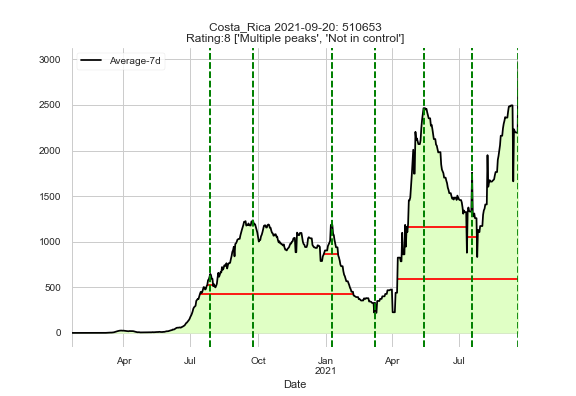 Costa_Rica 2021-09-20: 510653
Rating:8 ['Multiple peaks', 'Not in control']
Average-7d
3000
2500
2000
1500
1000
500
0
Apr Jul Oct Jan Apr Jul
2021
Date